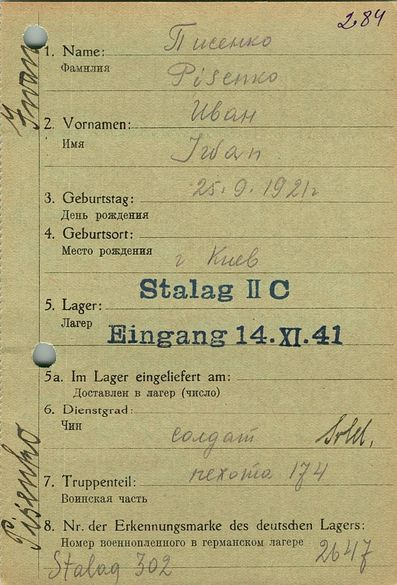 284
Писенко
1. Name:
Фамилия
Pisenko
Иван
2. Vornamen:
Имя
Iwan
3. Geburtstag: 25.9.1921г
День рождения
4. Geburtsort:
Место рождения
г Киев
Stalag II C
5. Lager:
Лагерь
Eingang 14.XI.41
5a. Im Lager eingeliefert am:
Доставлен в лагер (число)
6. Dienstgrad:
Чин
солдат Sold.
7. Truppenteil: пехота 174
Воинская часть
8. Nr. der Erkennungsmarke des deutschen Lagers:
Номер военнопленного в германском лагере
2647
Stalag 302
Pisenko
Iwan